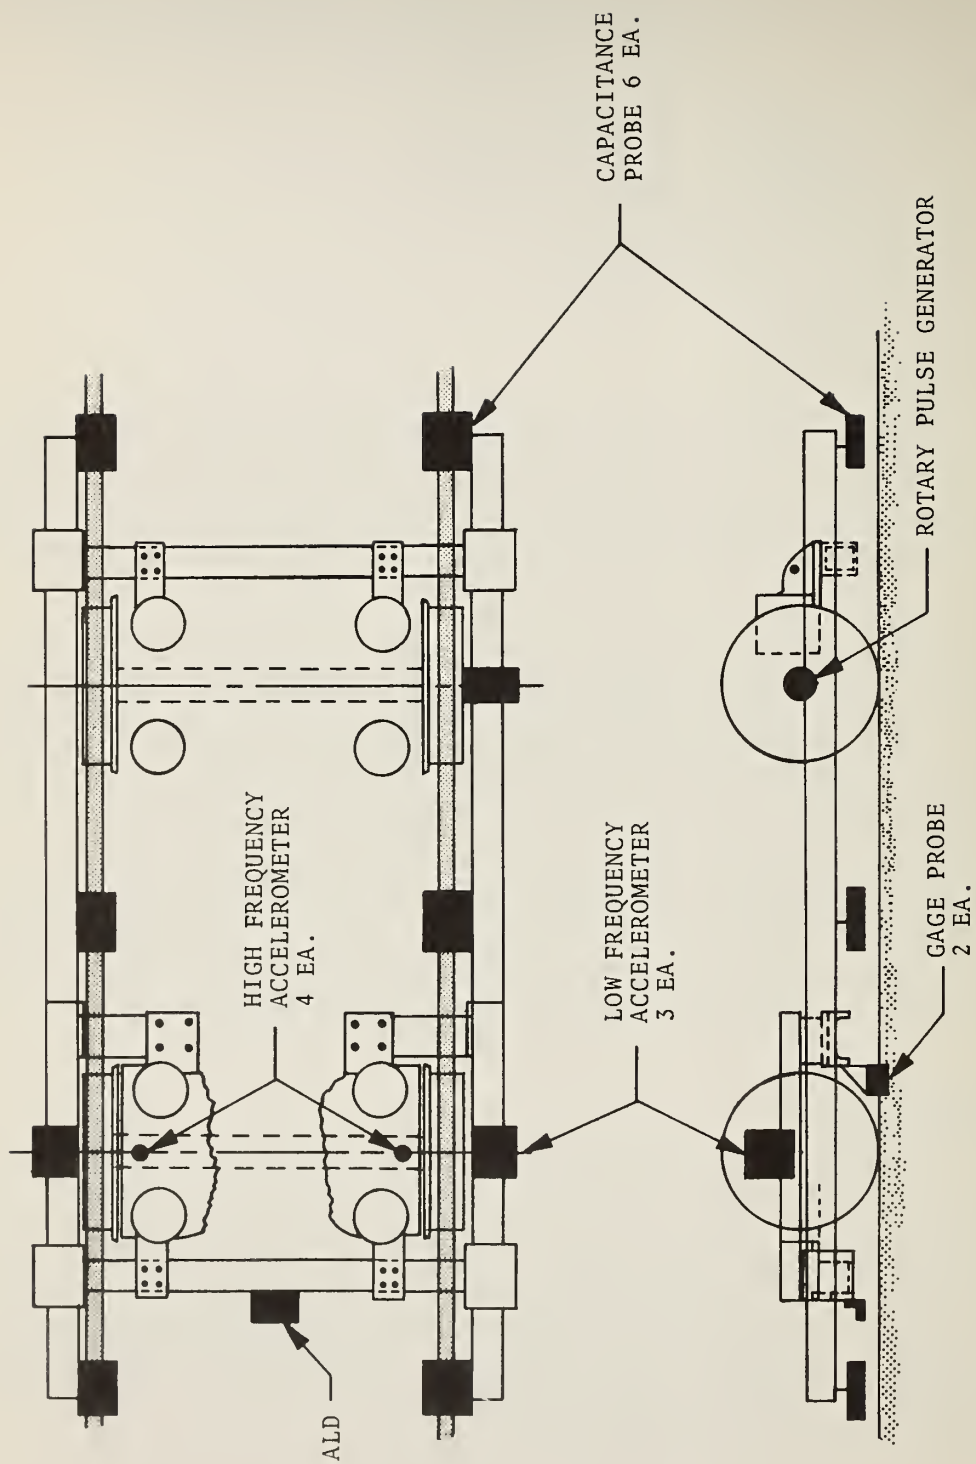 CAPACITANCE
PROBE 6 EA.
HIGH FREQUENCY
ACCELEROMETER
4 EA.
LOW FREQUENCY
ACCELEROMETER
3 EA.
ALD
ROTARY PULSE GENERATOR
GAGE PROBE
2 EA.